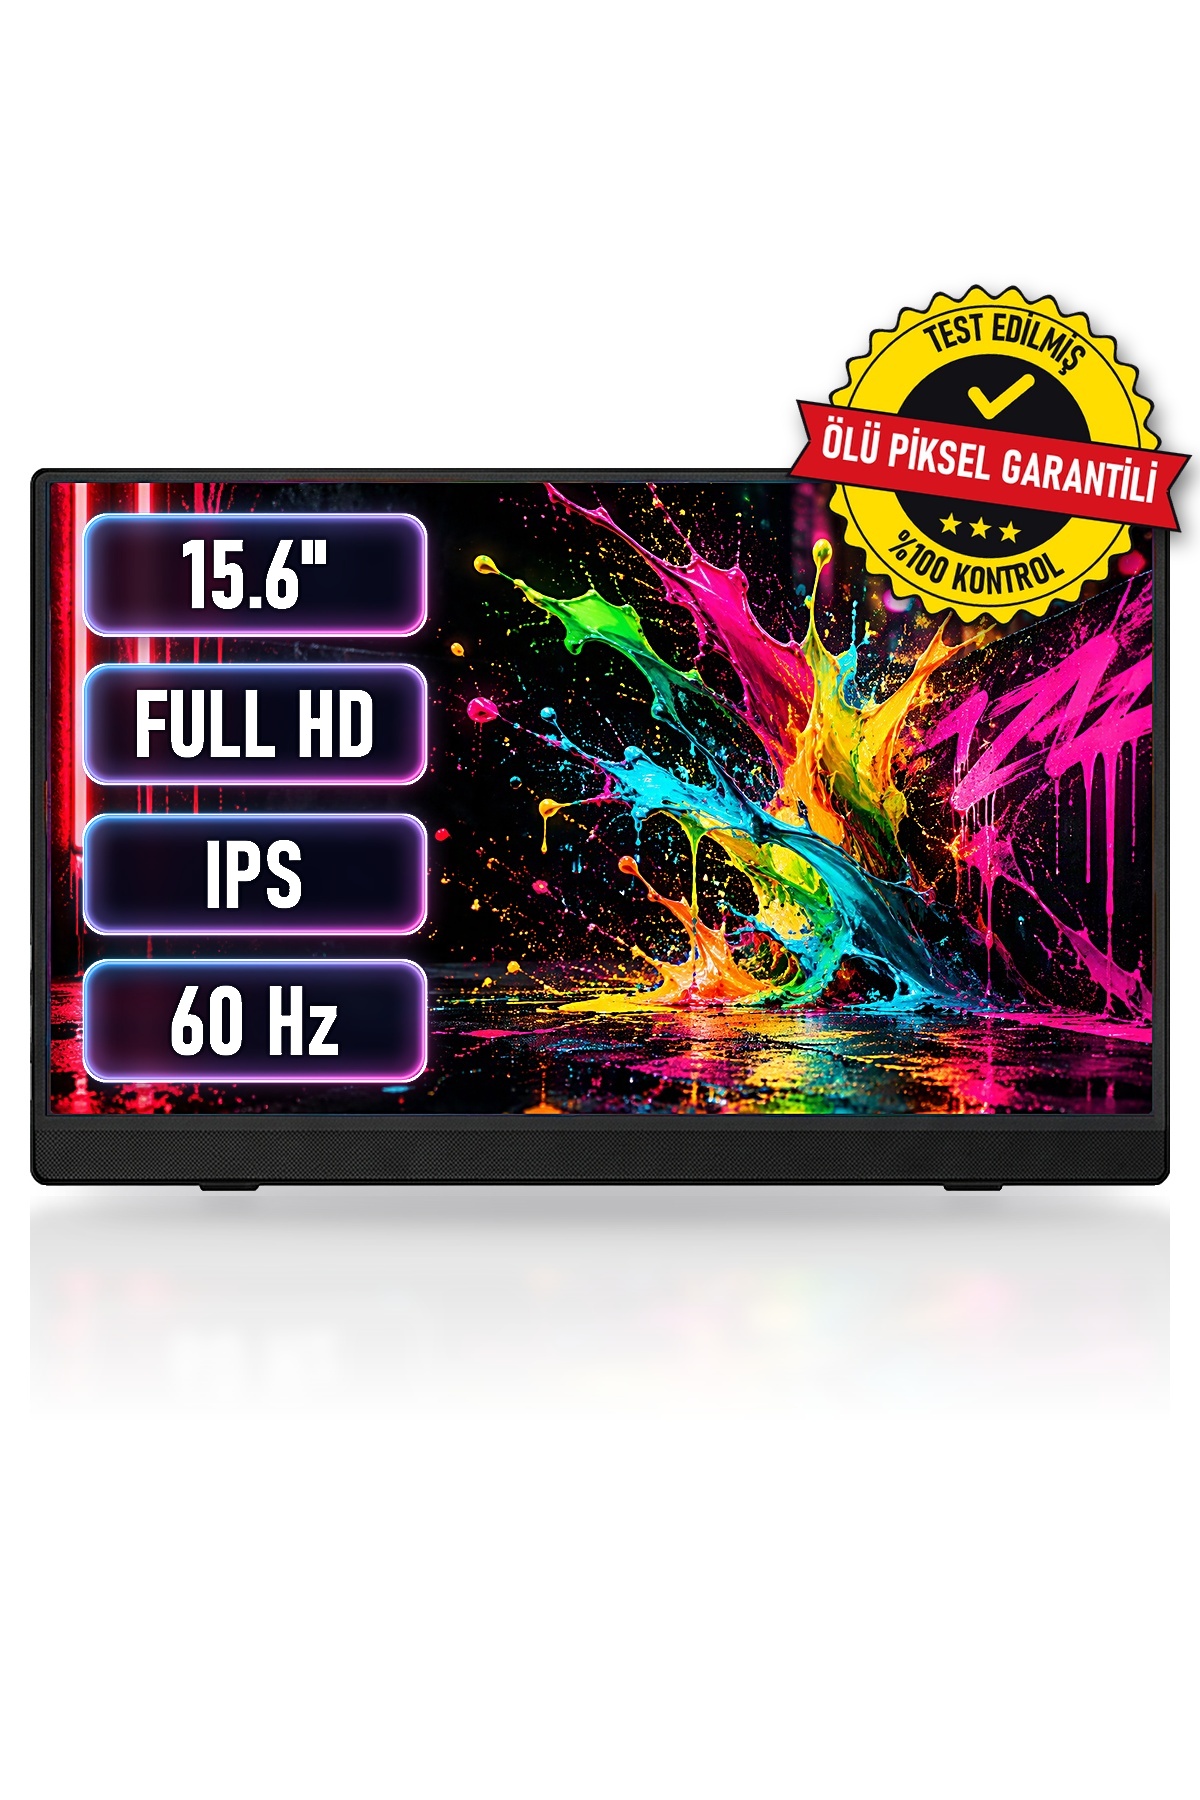 TEST EDİLMİŞ
ÖLÜ PİKSEL GARANTİLİ
%100 KONTROL
15.6"
FULL HD
IPS
60 Hz